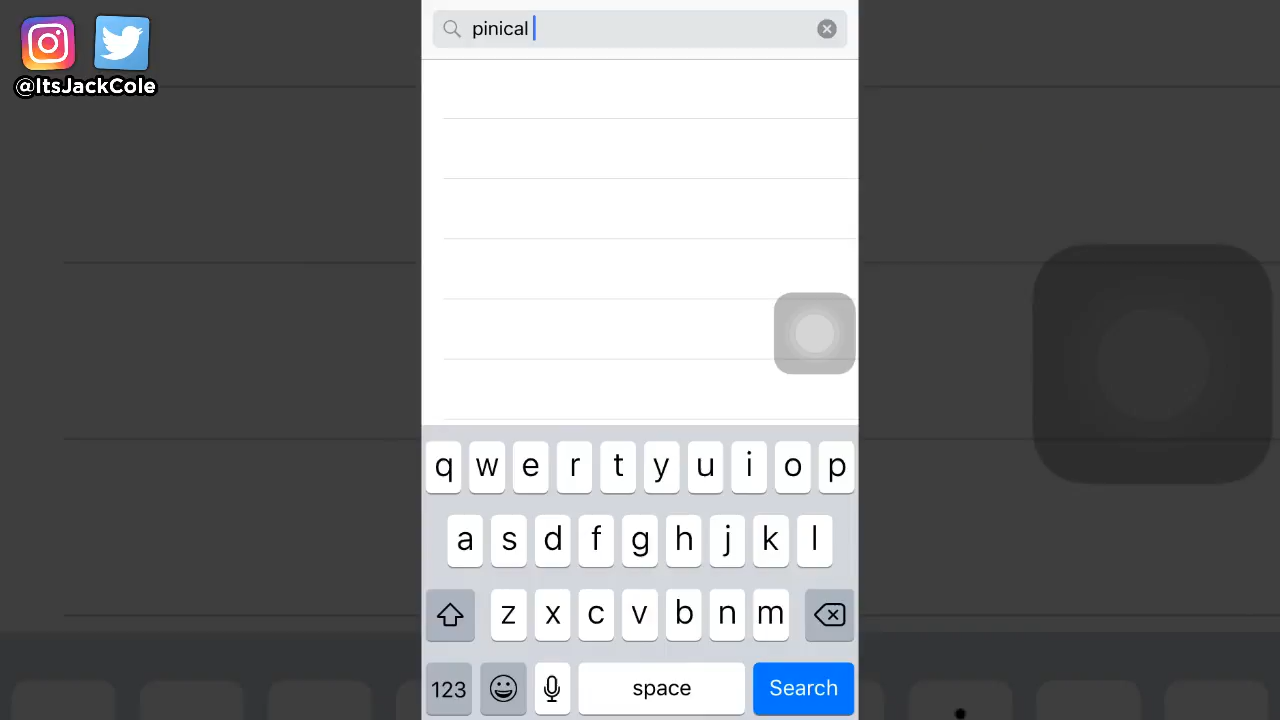 pinical
@ItsJackCole
q w e r t y u i o p
a s d f g h j k l
z x c v b n m
123 space Search